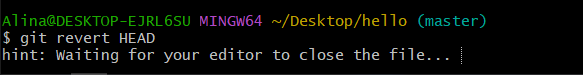 Alina@DESKTOP-EJRL6SU MINGW64 ~/Desktop/hello (master)
$ git revert HEAD
hint: Waiting for your editor to close the file...